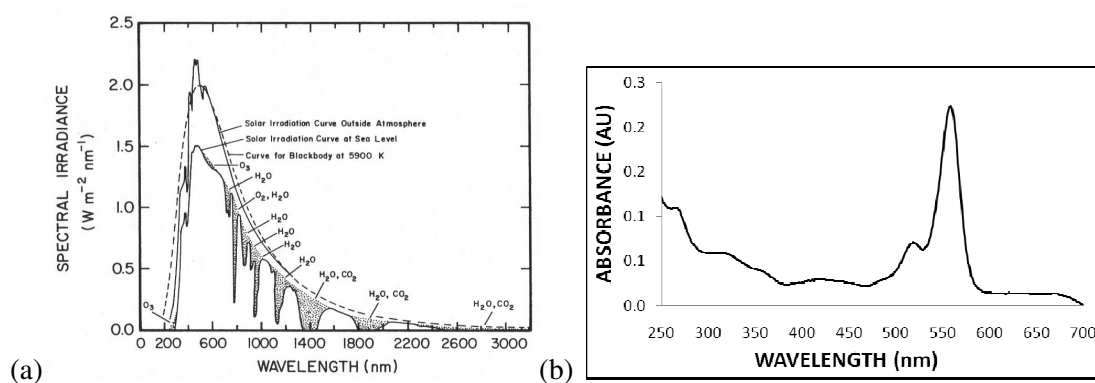 2.5
2.0
1.5
1.0
0.5
0.0
SPECTRAL IRRADIANCE
(W m⁻² nm⁻¹)
Solar Irradiation Curve Outside Atmosphere
Solar Irradiation Curve at Sea Level
Curve for Blackbody at 5900 K
O₃
H₂O
O₂, H₂O
H₂O
H₂O
H₂O
H₂O
H₂O, CO₂
H₂O, CO₂
H₂O, CO₂
O₃
0 200 600 1000 1400 2000 2600 3000
WAVELENGTH (nm)
(a)
0.3
0.2
0.2
0.1
0.1
0.0
ABSORBANCE (AU)
250 300 350 400 450 500 550 600 650 700
WAVELENGTH (nm)
(b)